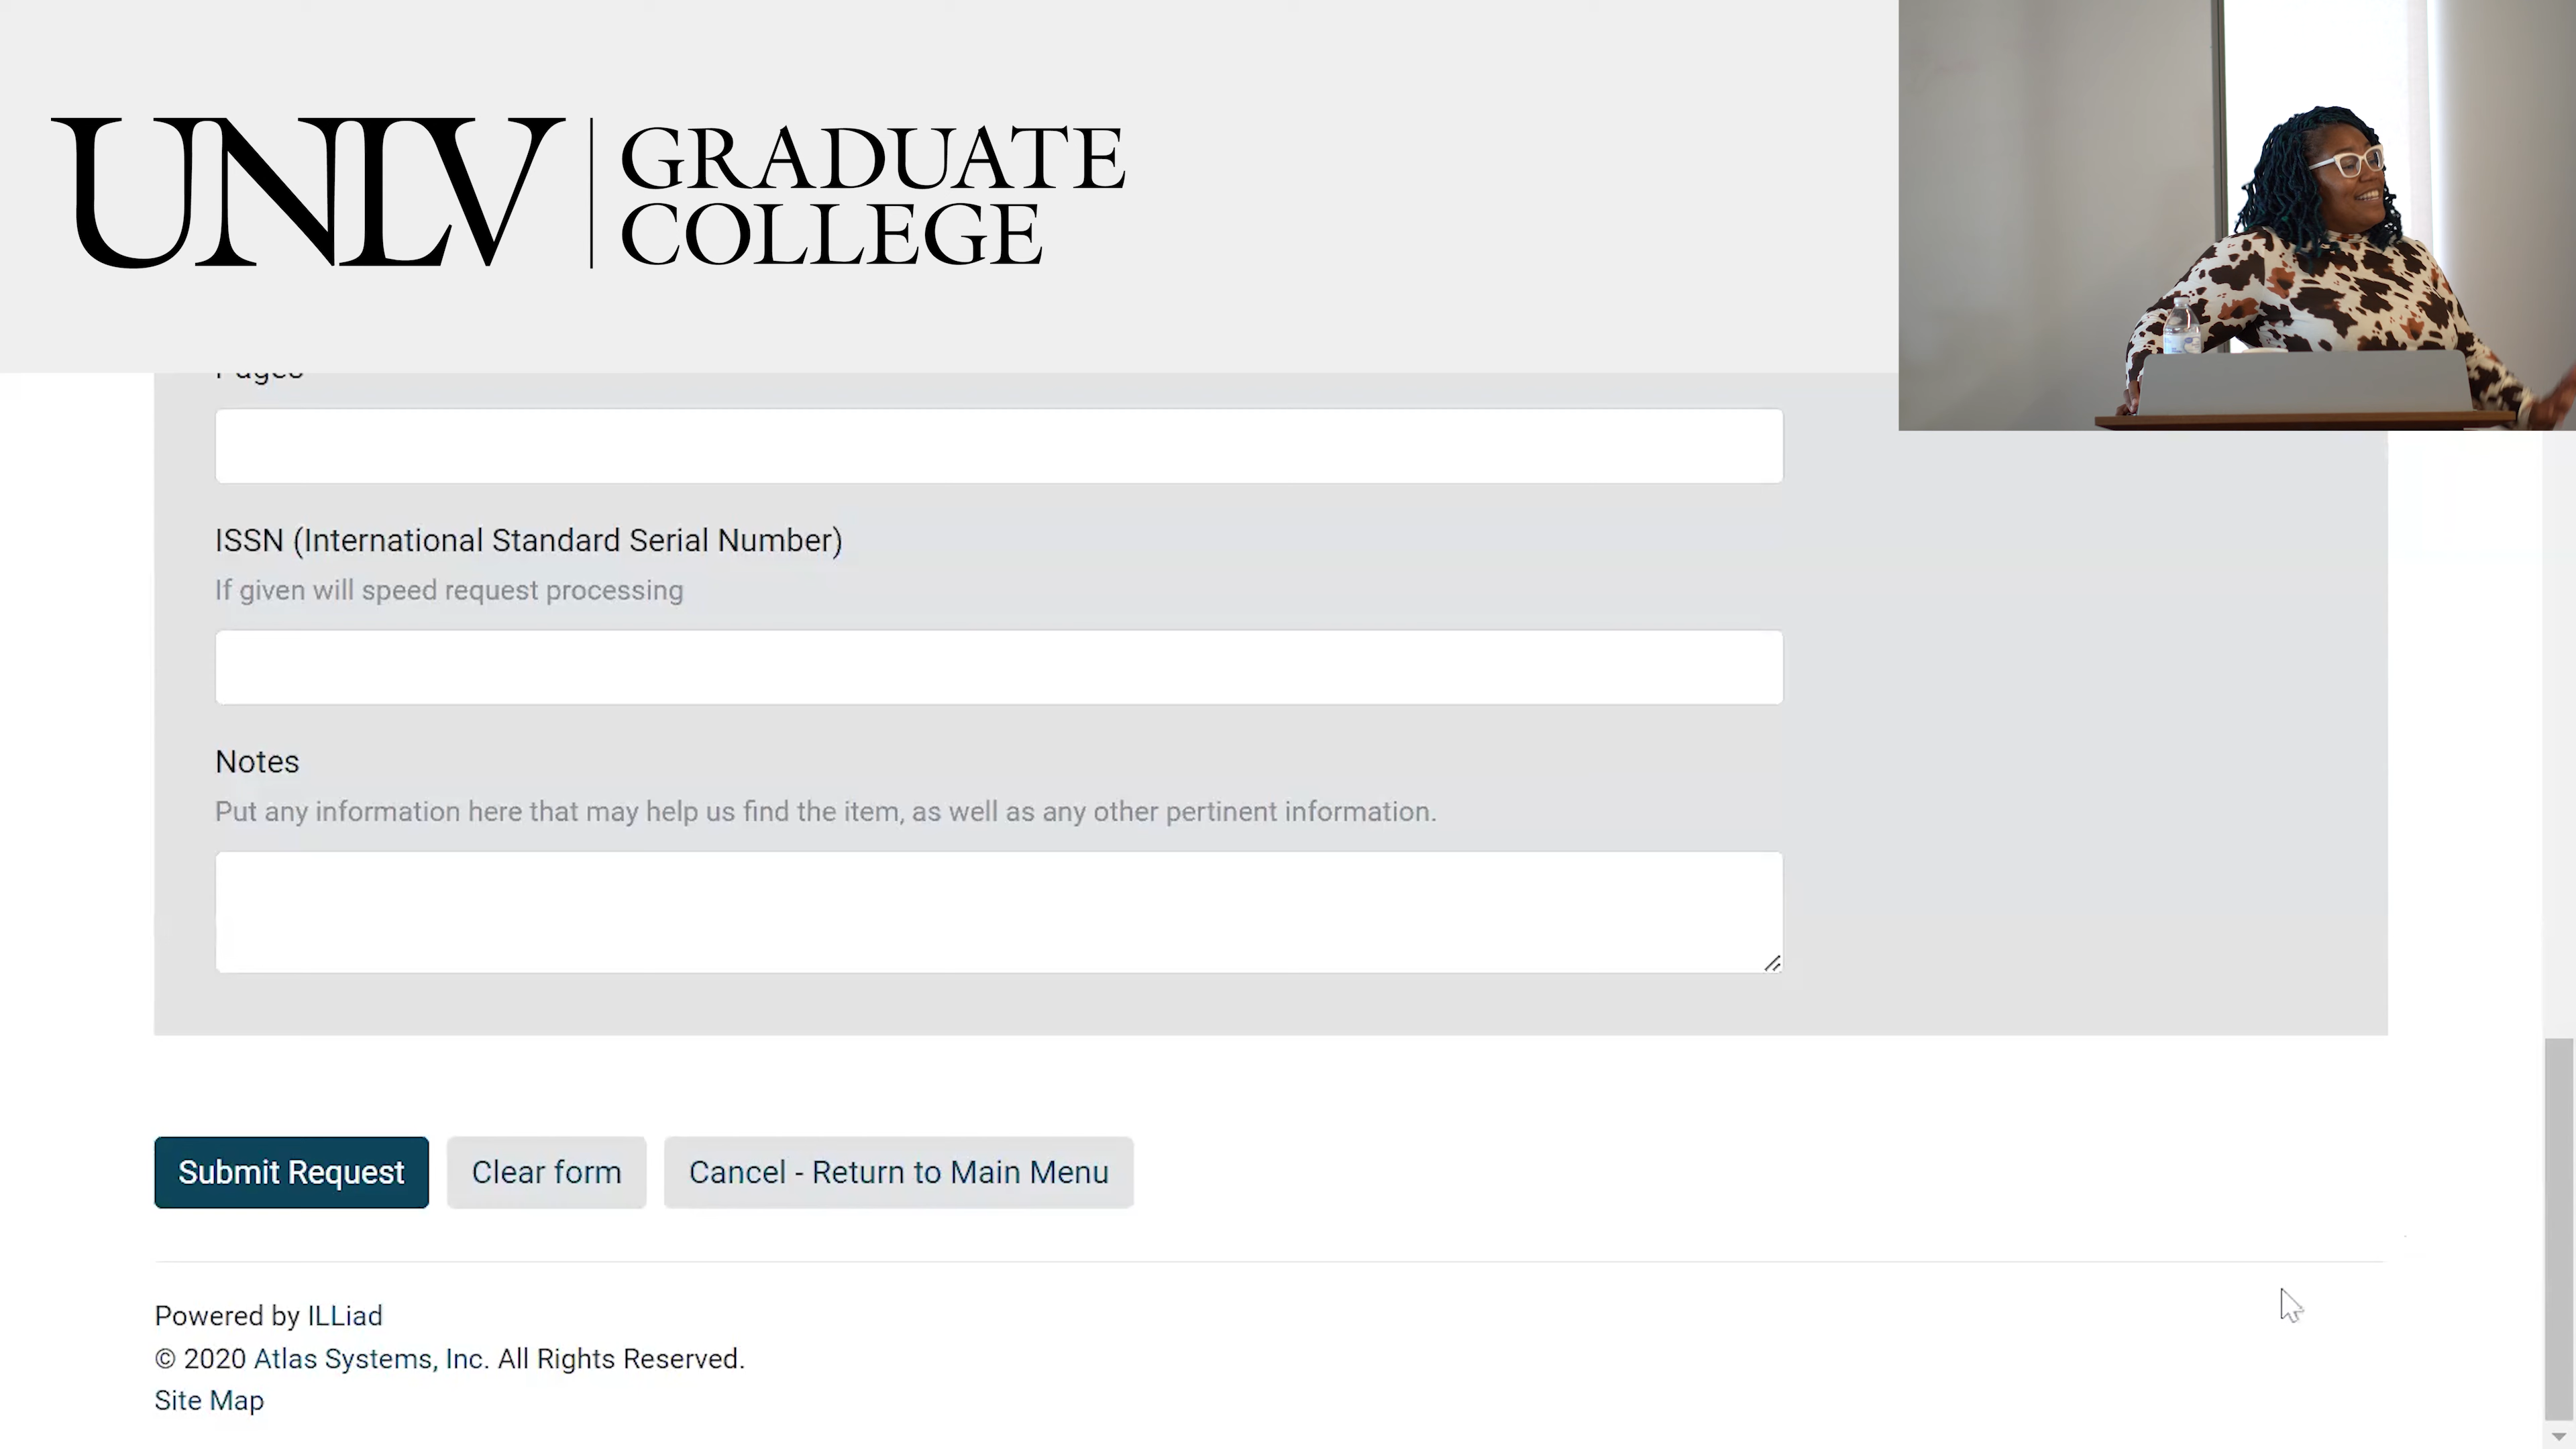 UNLV
GRADUATE
COLLEGE
Pages
ISSN (International Standard Serial Number)
If given will speed request processing
Notes
Put any information here that may help us find the item, as well as any other pertinent information.
Submit Request
Clear form
Cancel - Return to Main Menu
Powered by ILLiad
© 2020 Atlas Systems, Inc. All Rights Reserved.
Site Map